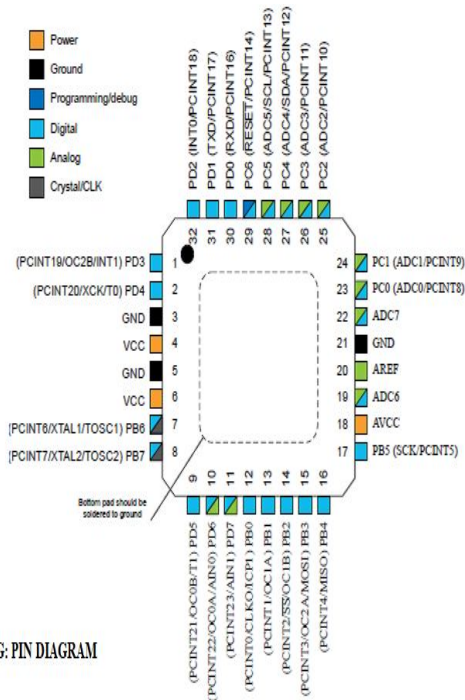 Power
Ground
Programming/debug
Digital
Analog
Crystal/CLK
PD2 (INT0/PCINT18)
PD1 (TXD/PCINT17)
PD0 (RXD/PCINT16)
PC6 (RESET/PCINT14)
PC5 (ADC5/SCL/PCINT13)
PC4 (ADC4/SDA/PCINT12)
PC3 (ADC3/PCINT11)
PC2 (ADC2/PCINT10)
32 31 30 29 28 27 26 25
(PCINT19/OC2B/INT1) PD3 1
(PCINT20/XCK/T0) PD4 2
GND 3
VCC 4
GND 5
VCC 6
(PCINT6/XTAL1/TOSC1) PB6 7
(PCINT7/XTAL2/TOSC2) PB7 8
24 PC1 (ADC1/PCINT9)
23 PC0 (ADC0/PCINT8)
22 ADC7
21 GND
20 AREF
19 ADC6
18 AVCC
17 PB5 (SCK/PCINT5)
9 10 11 12 13 14 15 16
Bottom pad should be
soldered to ground
(PCINT21/OC0B/T1) PD5
(PCINT22/OC0A/AIN0) PD6
(PCINT23/AIN1) PD7
(PCINT0/CLKO/ICP1) PB0
(PCINT1/OC1A) PB1
(PCINT2/SS/OC1B) PB2
(PCINT3/OC2A/MOSI) PB3
(PCINT4/MISO) PB4
G: PIN DIAGRAM